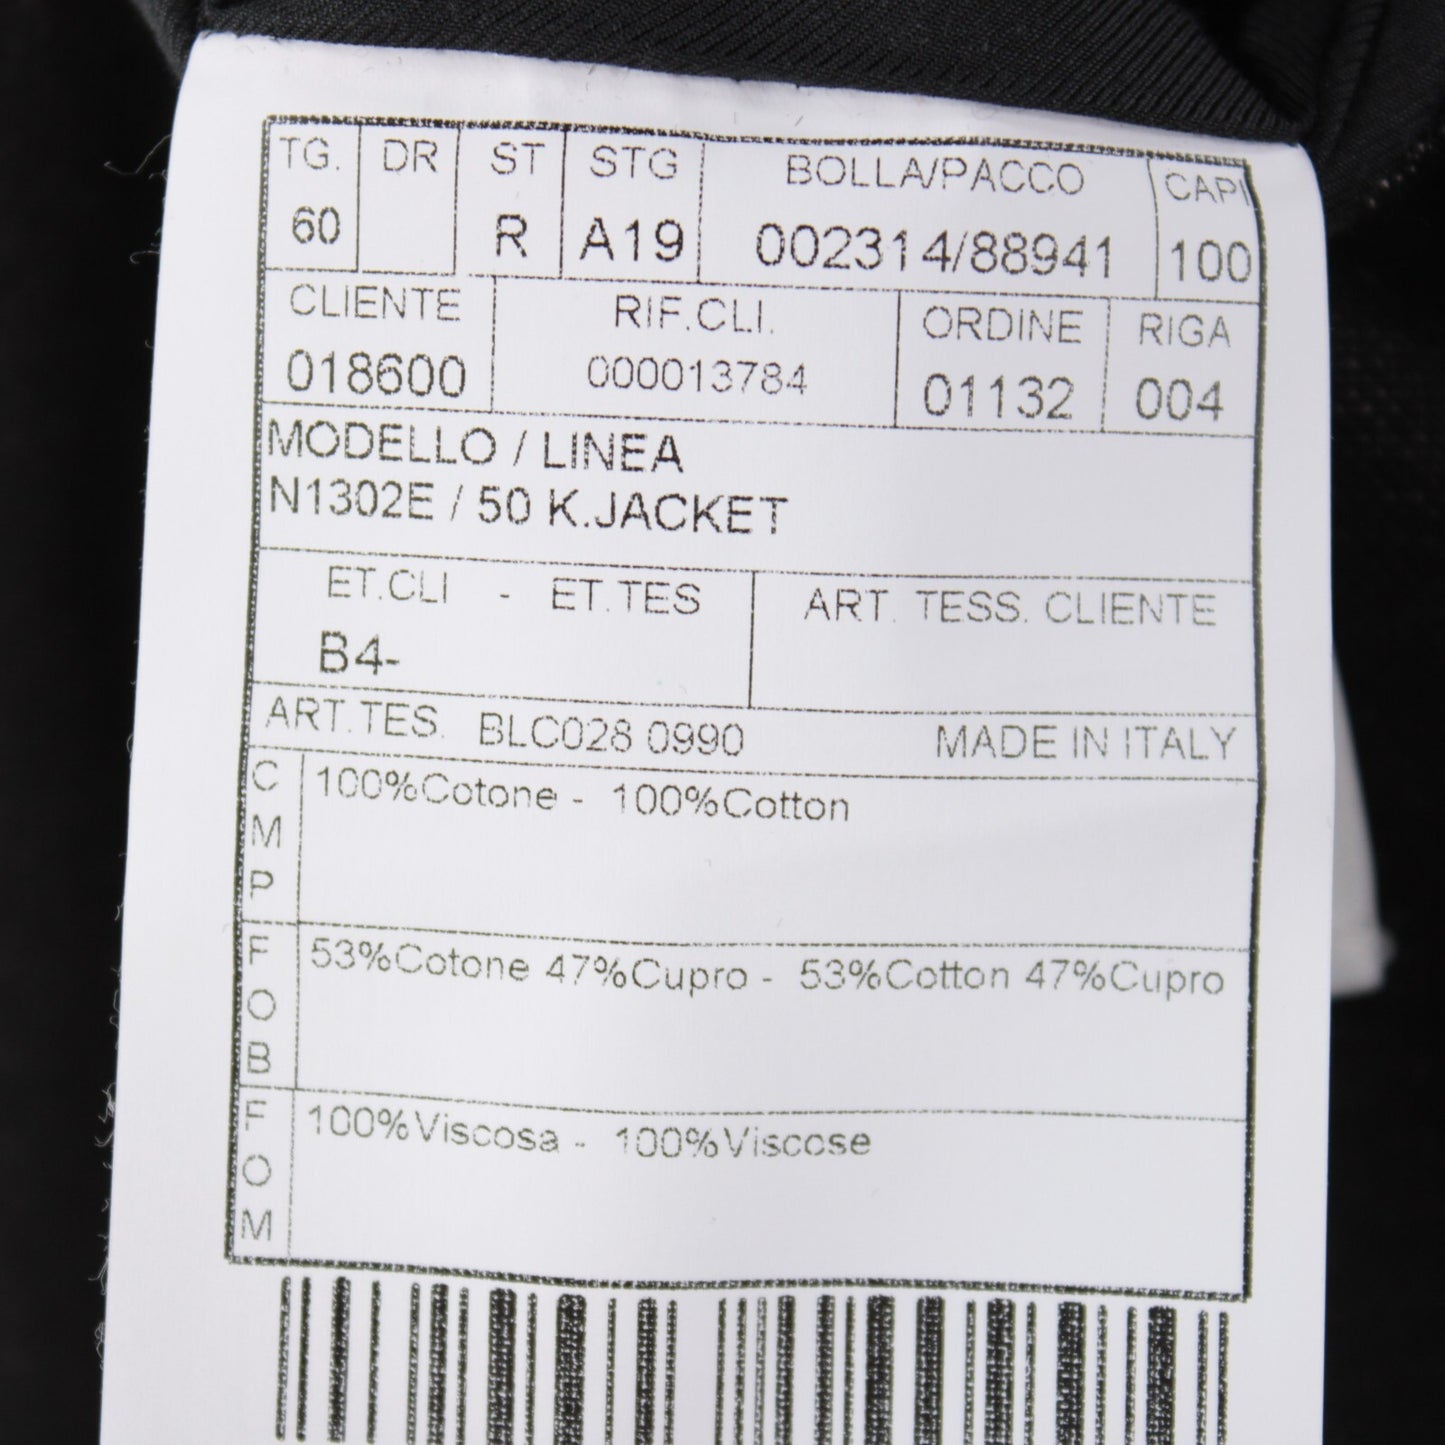 TG. DR ST STG BOLLA/PACCO CAPI
60 R A19 002314/88941 100
CLIENTE RIF.CLI. ORDINE RIGA
018600 000013784 01132 004
MODELLO / LINEA
N1302E / 50 K.JACKET
ET.CLI - ET.TES ART. TESS. CLIENTE
B4-
ART.TES. BLC028 0990 MADE IN ITALY
CMP 100%Cotone - 100%Cotton
FOB 53%Cotone 47%Cupro - 53%Cotton 47%Cupro
FOM 100%Viscosa - 100%Viscose